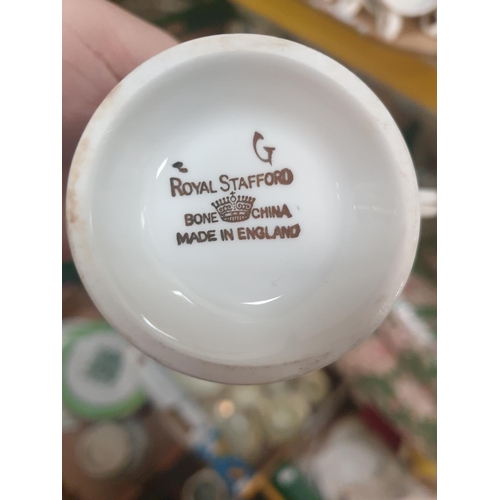 G
ROYAL STAFFORD
BONE CHINA
MADE IN ENGLAND